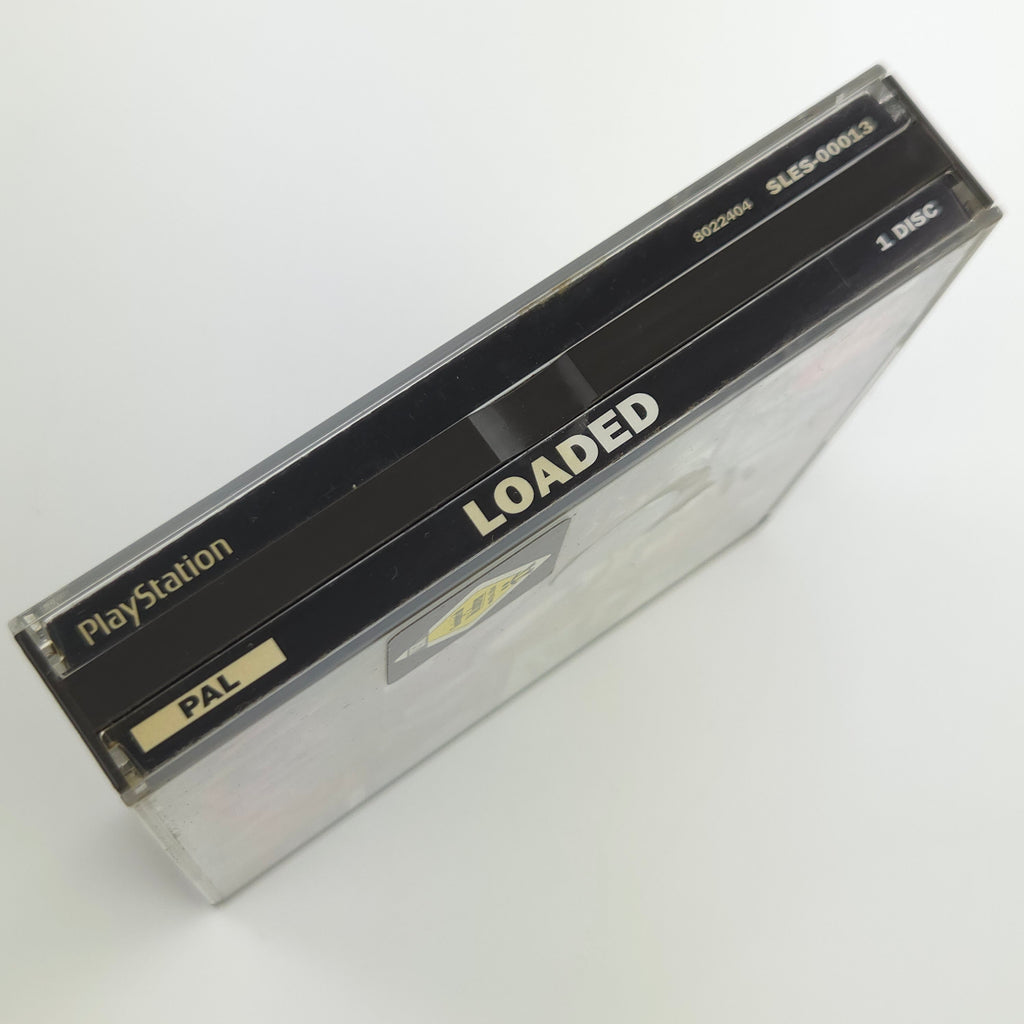 PlayStation 8022404 SLES-00013
PAL LOADED 1 DISC